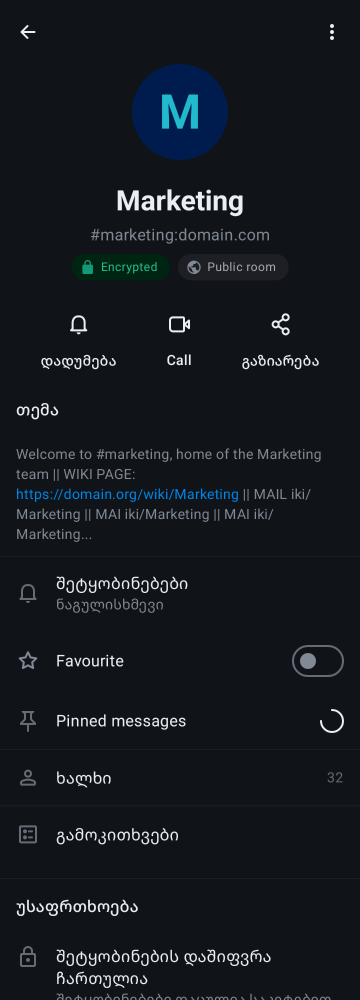 M
Marketing
#marketing:domain.com
Encrypted
Public room
დადუმება
Call
გაზიარება
თემა
Welcome to #marketing, home of the Marketing
team || WIKI PAGE:
https://domain.org/wiki/Marketing || MAIL iki/
Marketing || MAI iki/Marketing || MAI iki/
Marketing...
შეტყობინებები
ნაგულისხმევი
Favourite
Pinned messages
ხალხი
32
გამოკითხვები
უსაფრთხოება
შეტყობინების დაშიფვრა
ჩართულია